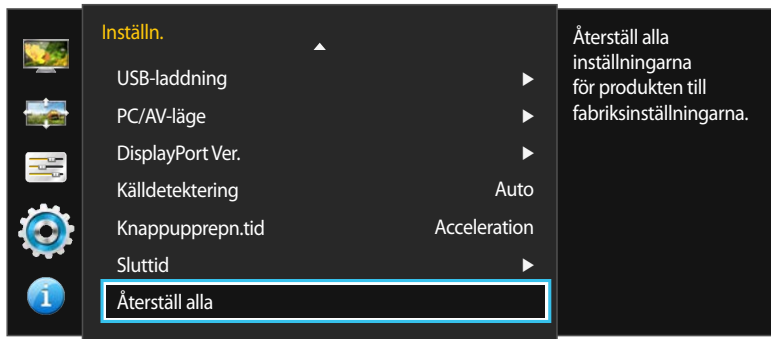 Inställn.
USB-laddning
PC/AV-läge
DisplayPort Ver.
Källdetektering Auto
Knappupprepn.tid Acceleration
Sluttid
Återställ alla
Återställ alla
inställningarna
för produkten till
fabriksinställningarna.